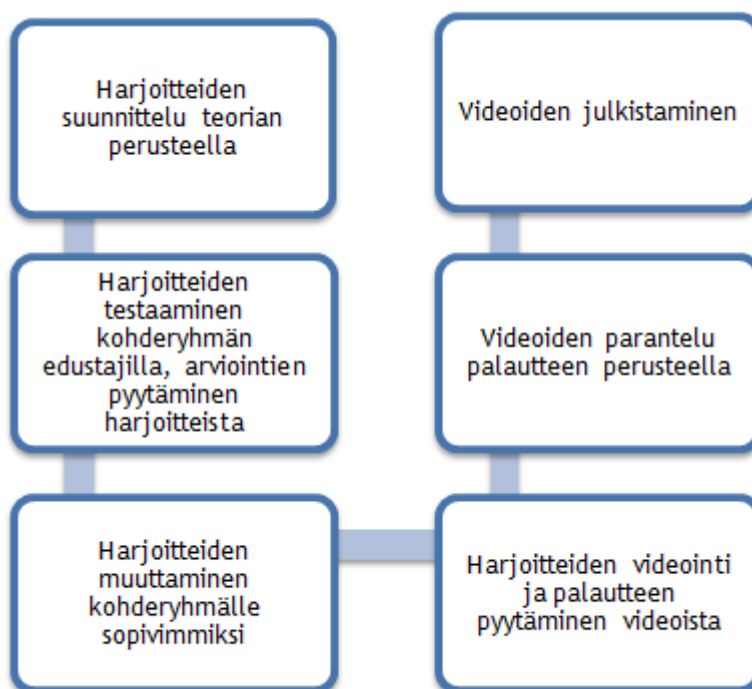 Harjoitteiden
suunnittelu teorian
perusteella
Harjoitteiden
testaaminen
kohderyhmän
edustajilla, arviointien
pyytäminen
harjoitteista
Harjoitteiden
muuttaminen
kohderyhmälle
sopivimmiksi
Harjoitteiden videointi
ja palautteen
pyytäminen videoista
Videoiden parantelu
palautteen perusteella
Videoiden julkistaminen